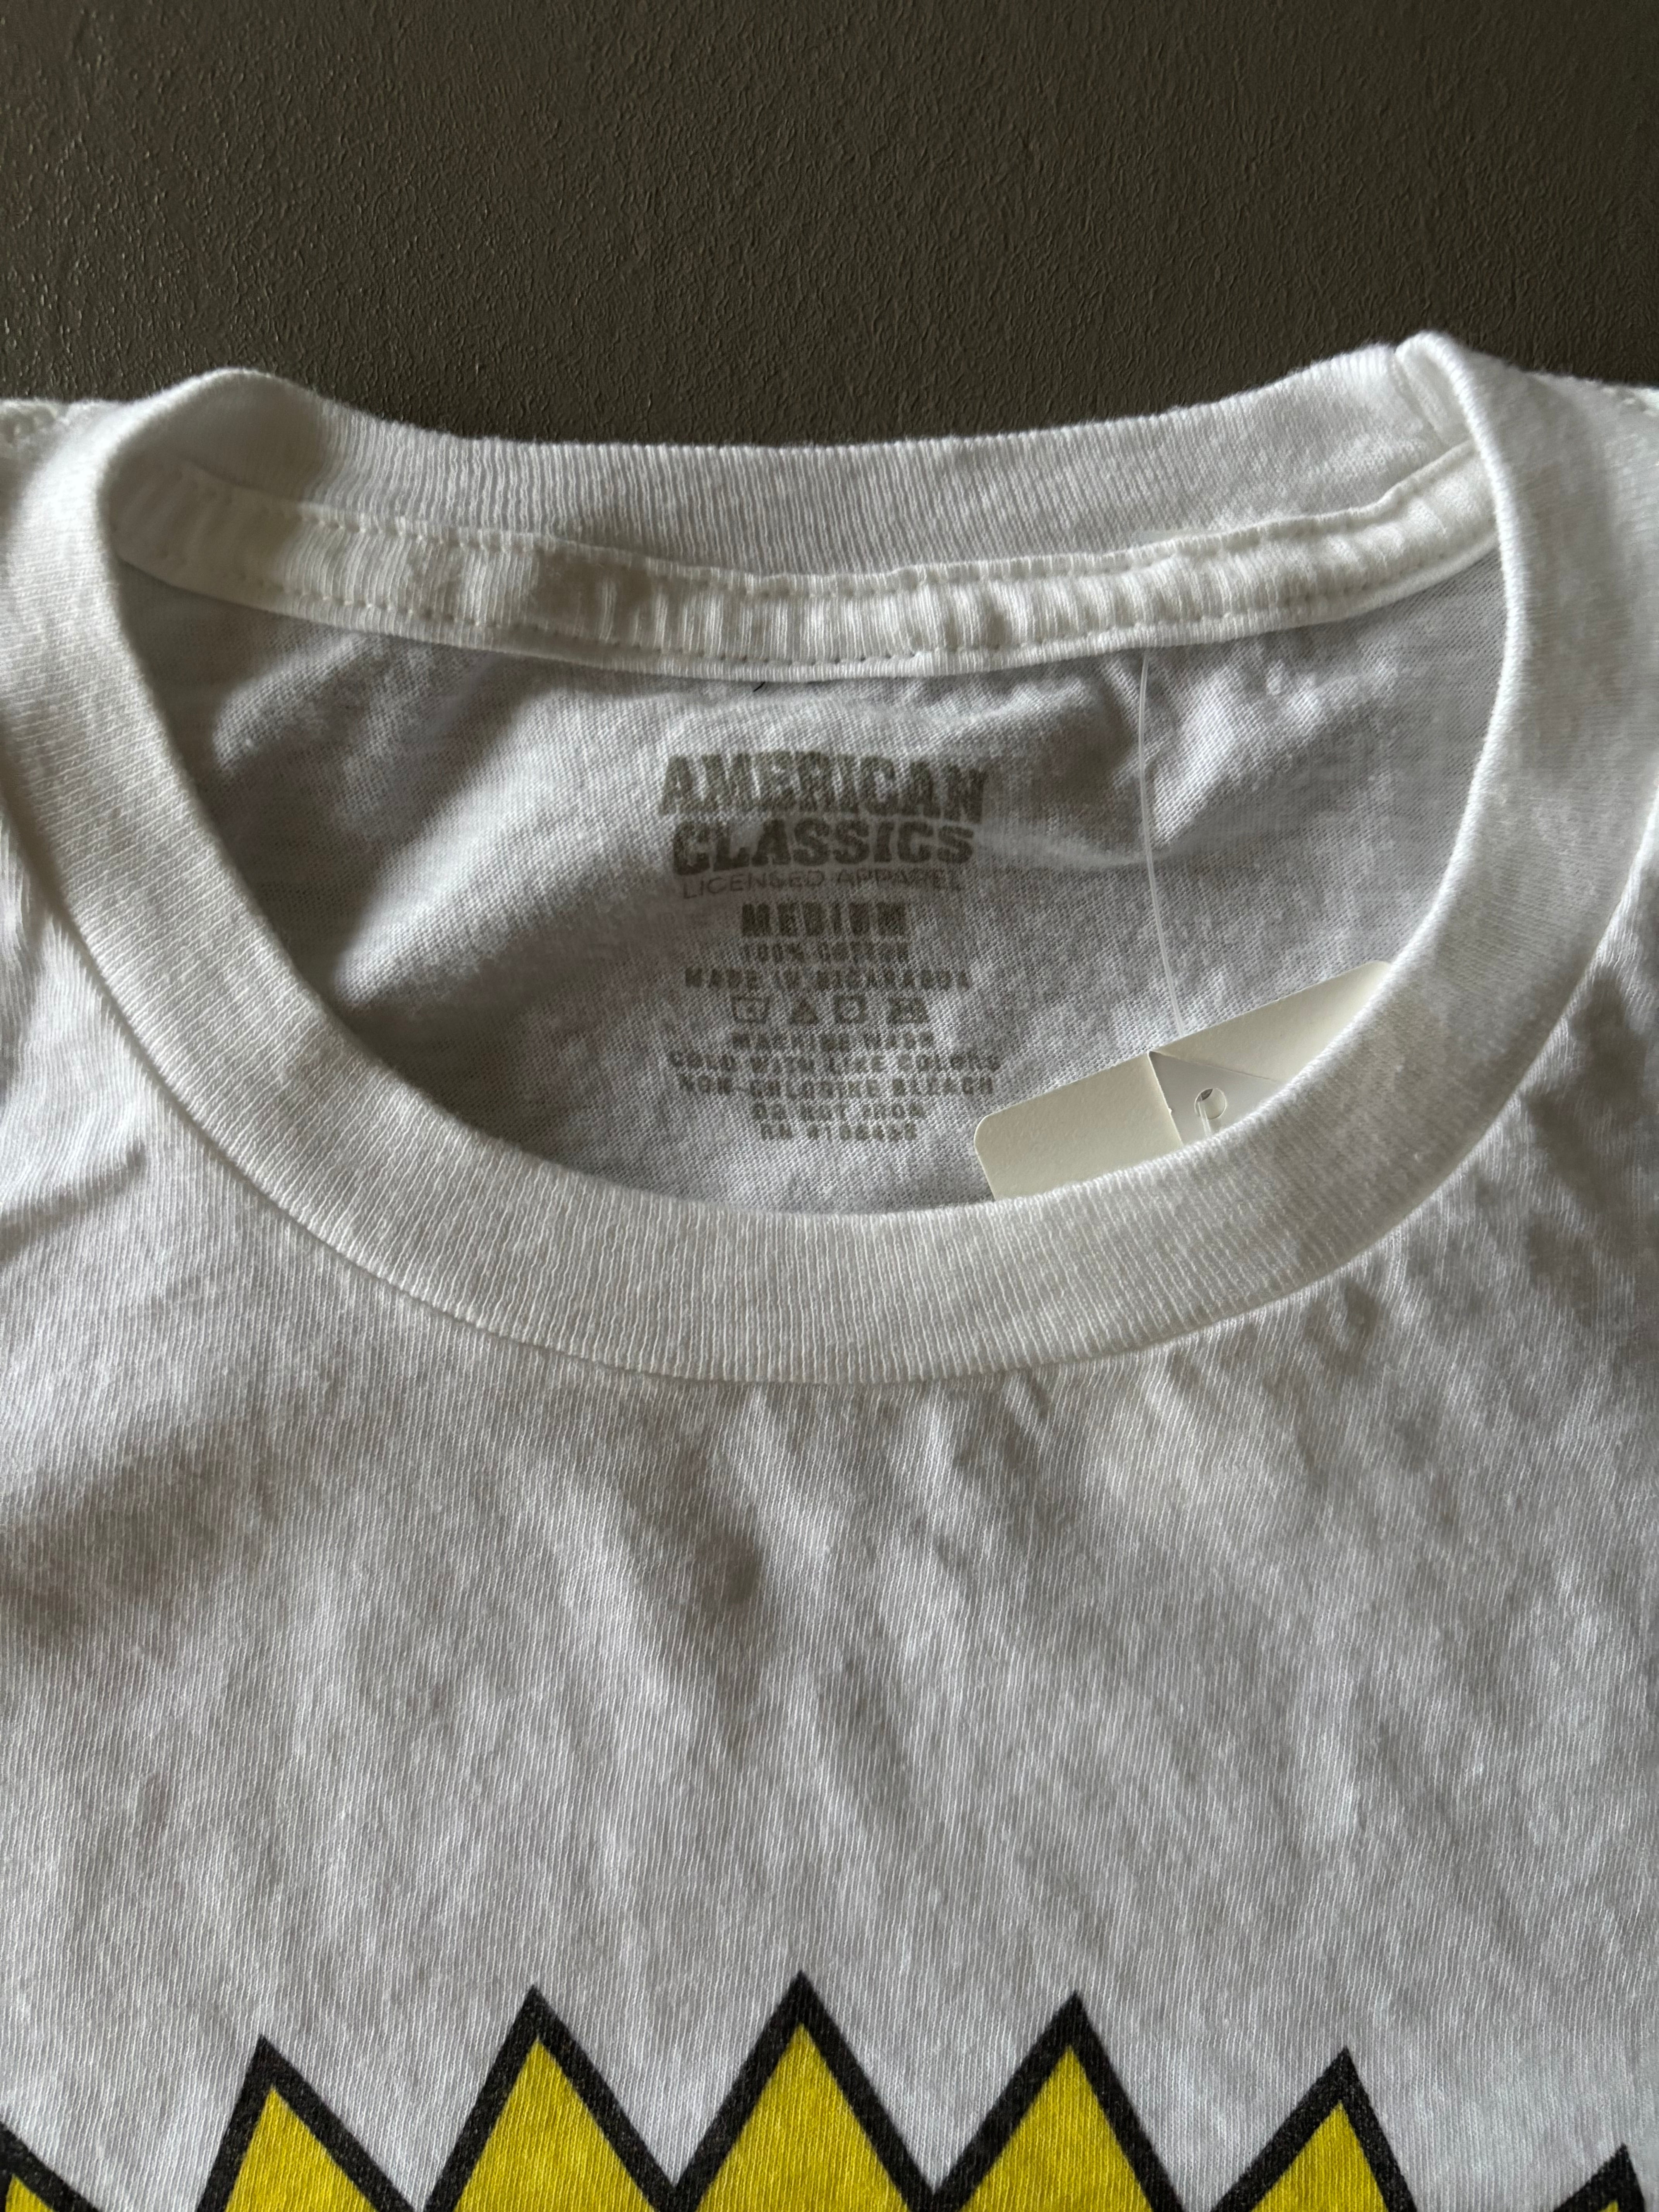 AMERICAN
CLASSICS
LICENSED APPAREL
MEDIUM
100% COTTON
MADE IN NICARAGUA
MACHINE WASH
COLD WITH LIKE COLORS
NON-CHLORINE BLEACH
DO NOT IRON
RN